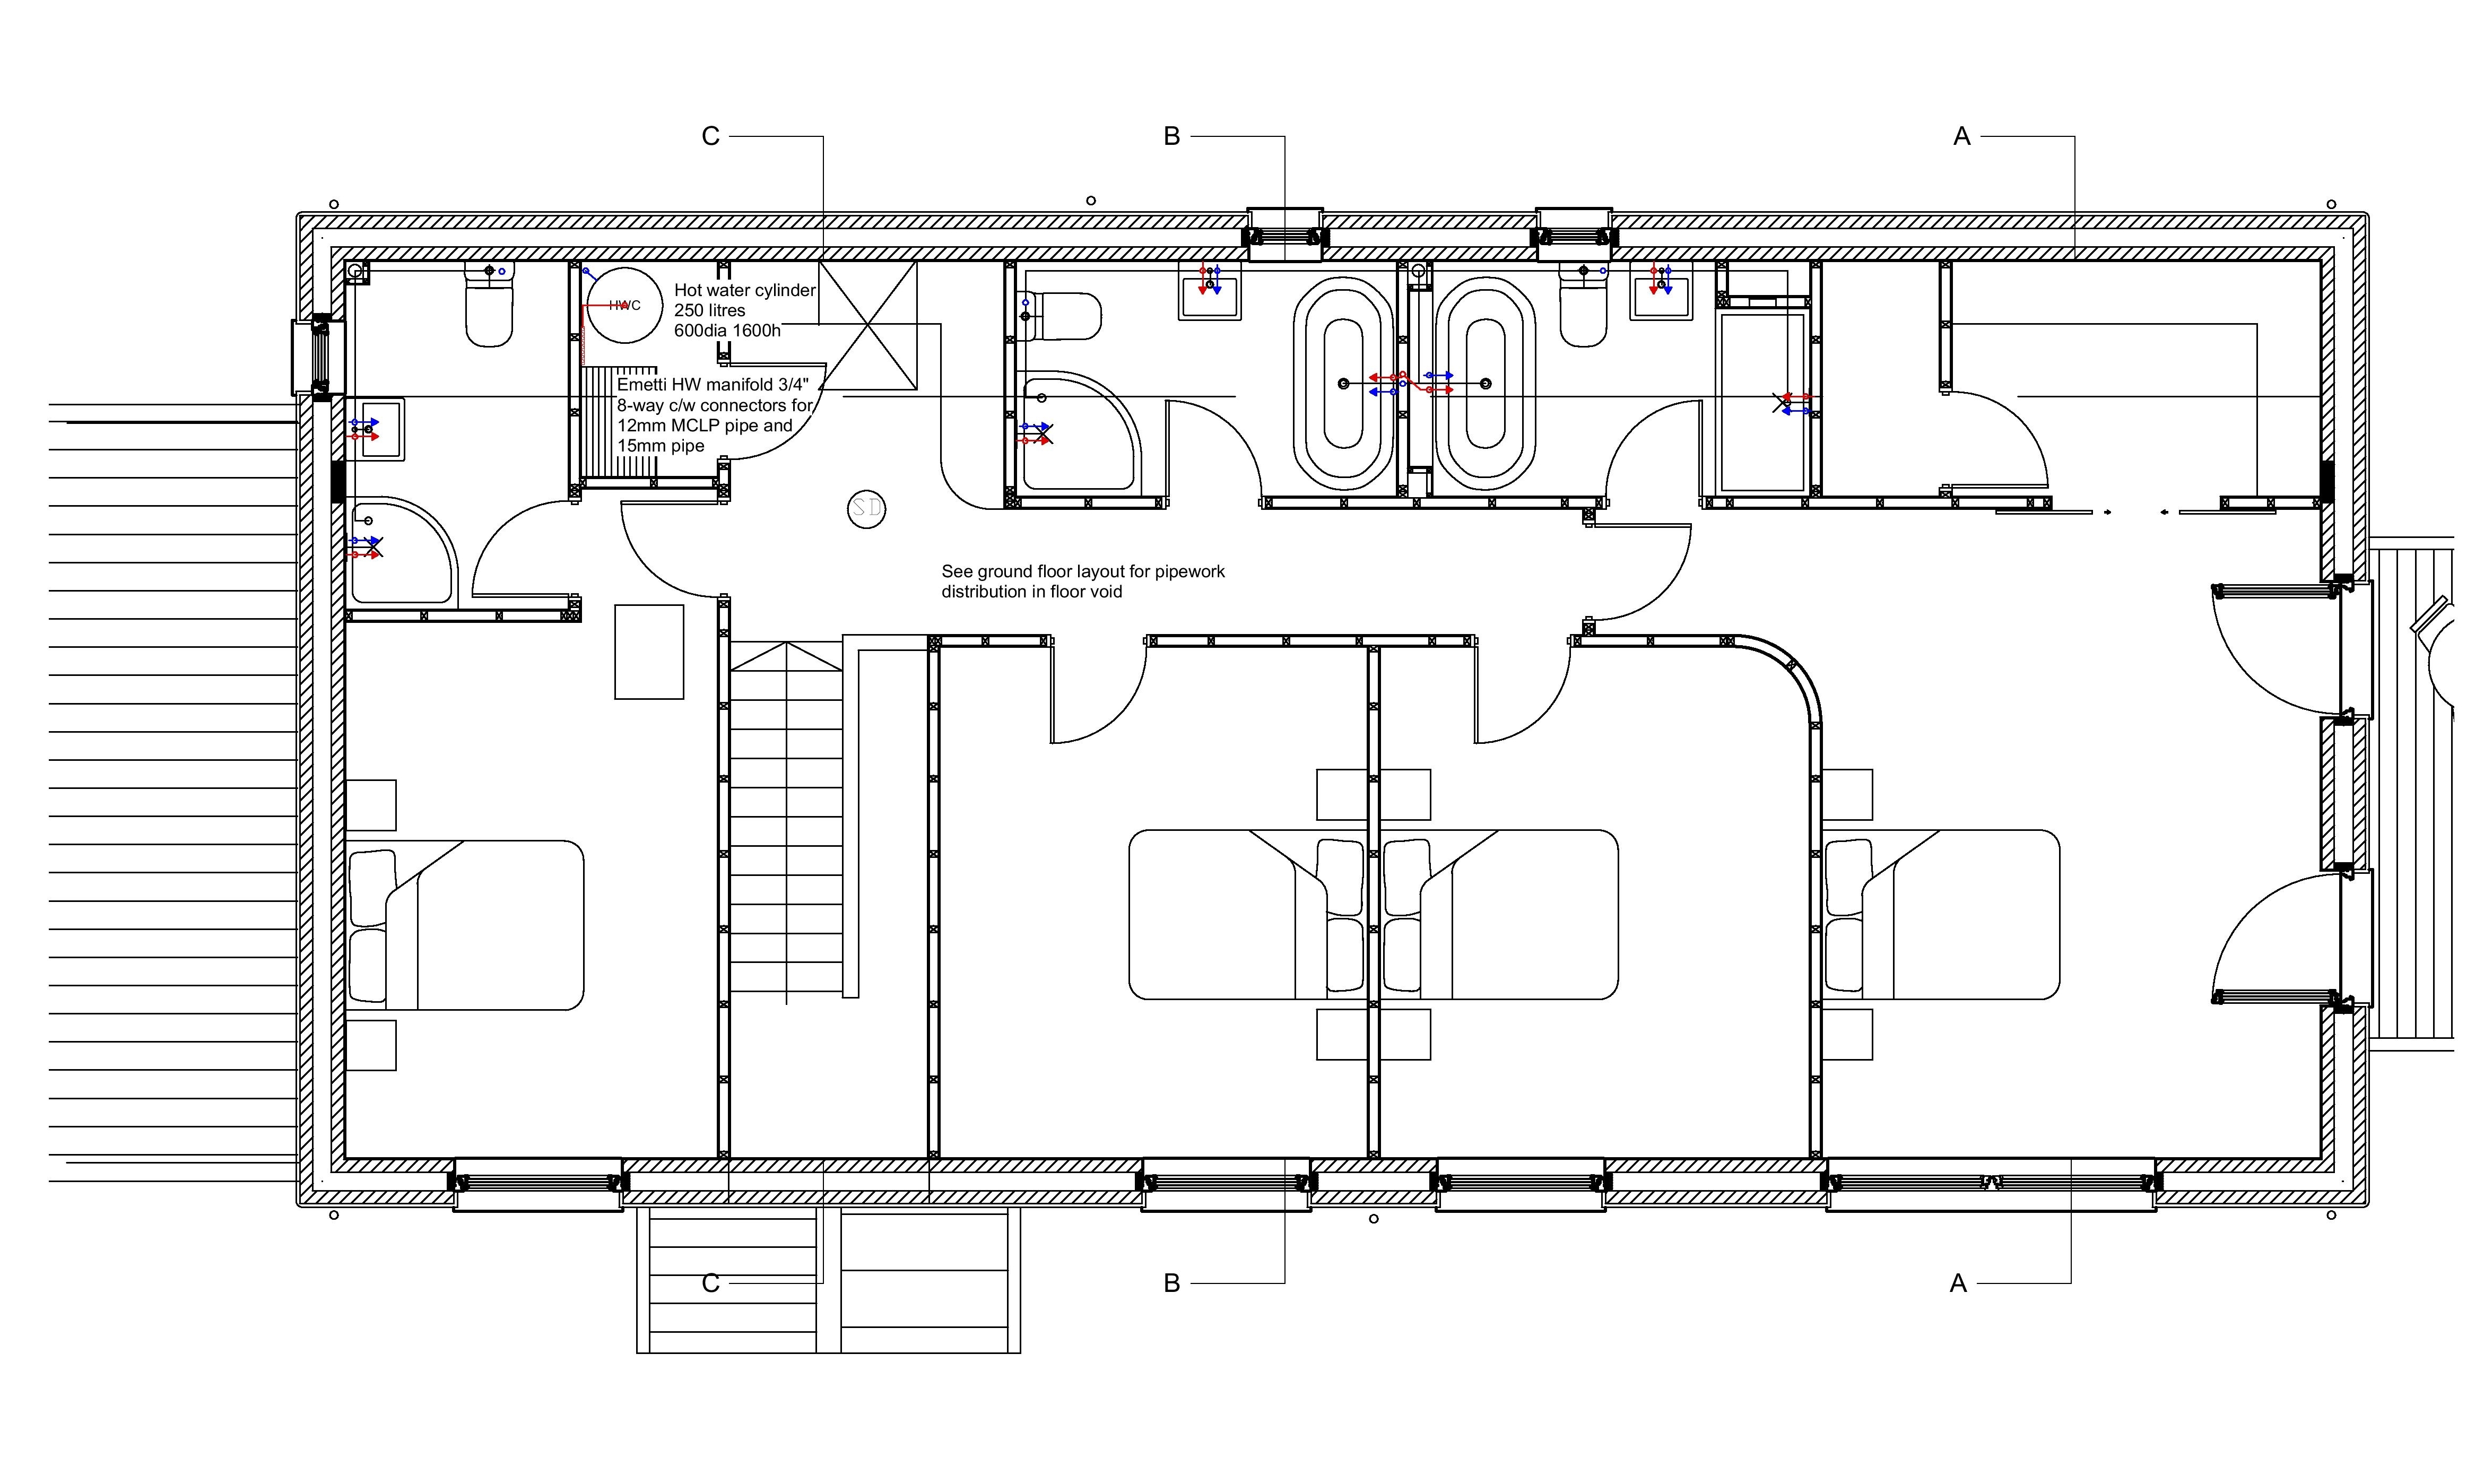 C
B
A
Hot water cylinder
250 litres
600dia 1600h
HWC
Emetti HW manifold 3/4"
8-way c/w connectors for
12mm MCLP pipe and
15mm pipe
SD
See ground floor layout for pipework
distribution in floor void
C
B
A